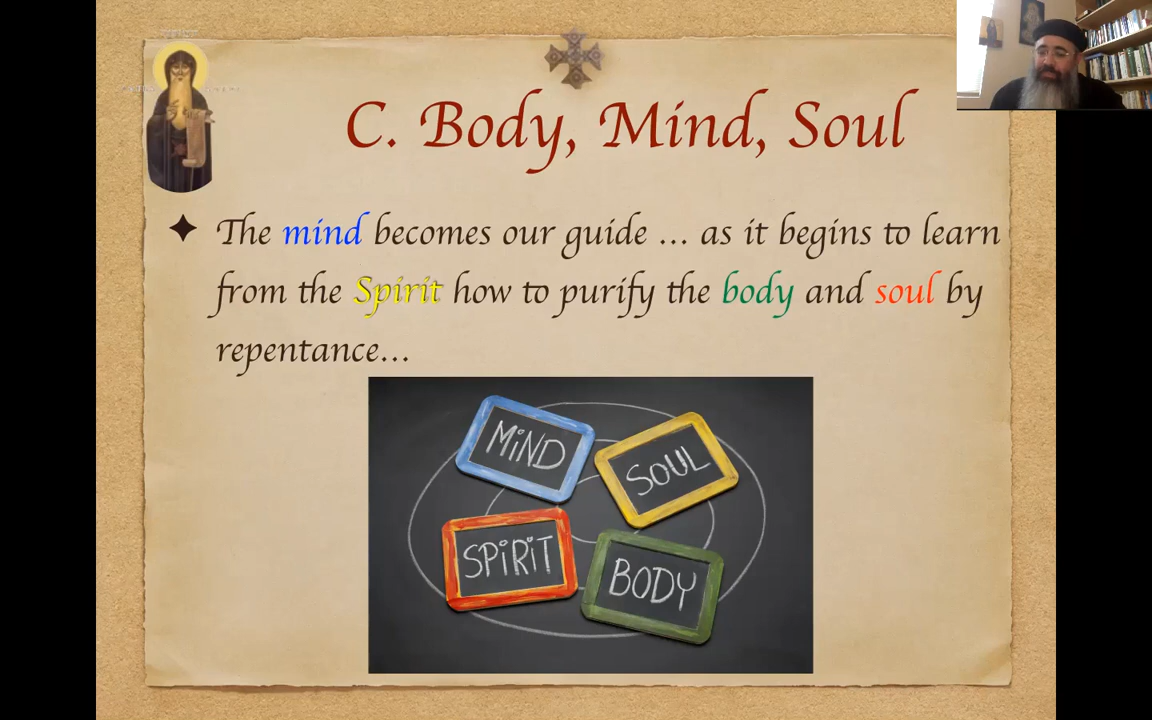 C. Body, Mind, Soul
✦ The mind becomes our guide ... as it begins to learn
from the Spirit how to purify the body and soul by
repentance...
MiND
SOUL
SPiRiT
BODY